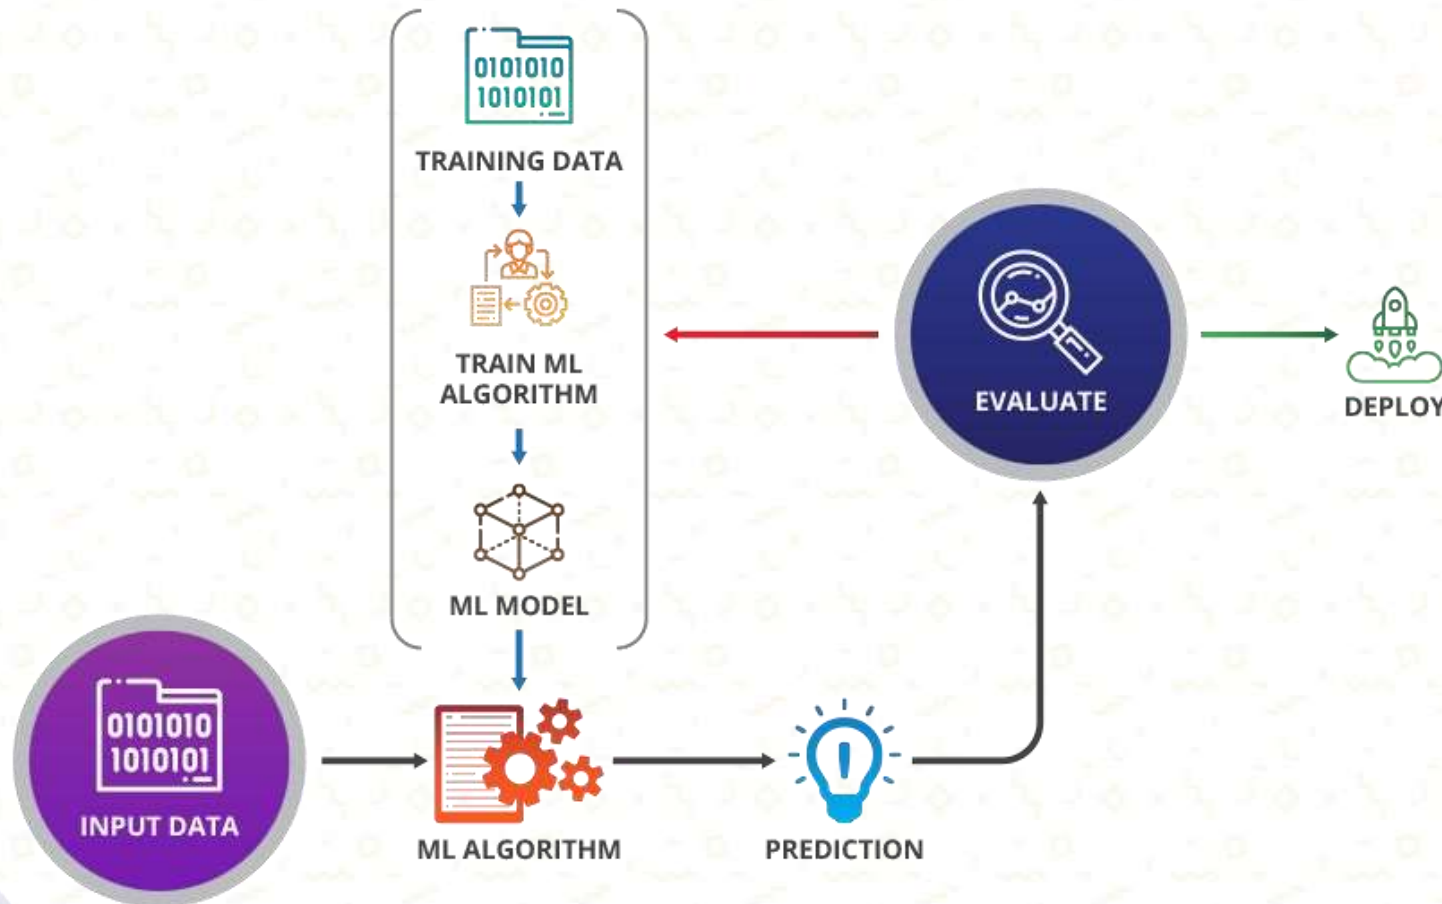 0101010
1010101
TRAINING DATA
TRAIN ML
ALGORITHM
ML MODEL
EVALUATE
DEPLOY
0101010
1010101
INPUT DATA
ML ALGORITHM
PREDICTION